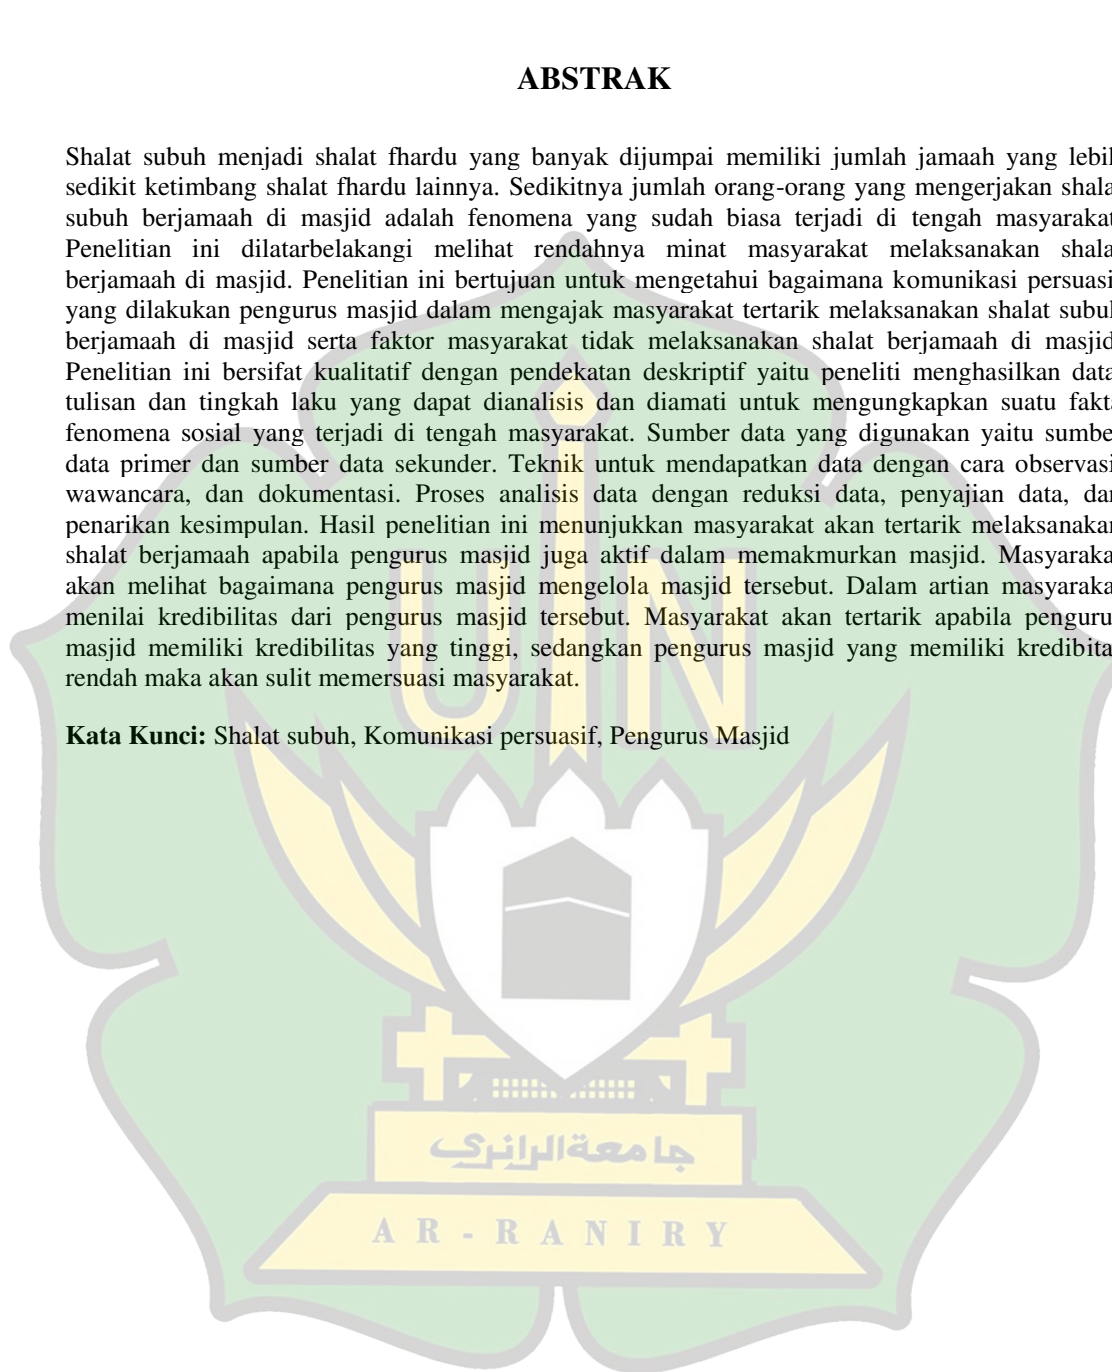 ABSTRAK
Shalat subuh menjadi shalat fhardu yang banyak dijumpai memiliki jumlah jamaah yang lebih
sedikit ketimbang shalat fhardu lainnya. Sedikitnya jumlah orang-orang yang mengerjakan shala
subuh berjamaah di masjid adalah fenomena yang sudah biasa terjadi di tengah masyarakat.
Penelitian ini dilatarbelakangi melihat rendahnya minat masyarakat melaksanakan shala
berjamaah di masjid. Penelitian ini bertujuan untuk mengetahui bagaimana komunikasi persuasi
yang dilakukan pengurus masjid dalam mengajak masyarakat tertarik melaksanakan shalat subuh
berjamaah di masjid serta faktor masyarakat tidak melaksanakan shalat berjamaah di masjid.
Penelitian ini bersifat kualitatif dengan pendekatan deskriptif yaitu peneliti menghasilkan data,
tulisan dan tingkah laku yang dapat dianalisis dan diamati untuk mengungkapkan suatu fakta
fenomena sosial yang terjadi di tengah masyarakat. Sumber data yang digunakan yaitu sumbe
data primer dan sumber data sekunder. Teknik untuk mendapatkan data dengan cara observasi,
wawancara, dan dokumentasi. Proses analisis data dengan reduksi data, penyajian data, dan
penarikan kesimpulan. Hasil penelitian ini menunjukkan masyarakat akan tertarik melaksanakan
shalat berjamaah apabila pengurus masjid juga aktif dalam memakmurkan masjid. Masyaraka
akan melihat bagaimana pengurus masjid mengelola masjid tersebut. Dalam artian masyaraka
menilai kredibilitas dari pengurus masjid tersebut. Masyarakat akan tertarik apabila penguru
masjid memiliki kredibilitas yang tinggi, sedangkan pengurus masjid yang memiliki kredibita
rendah maka akan sulit memersuasi masyarakat.
Kata Kunci: Shalat subuh, Komunikasi persuasif, Pengurus Masjid
UIN
جامعةالرانري
AR-RANIRY